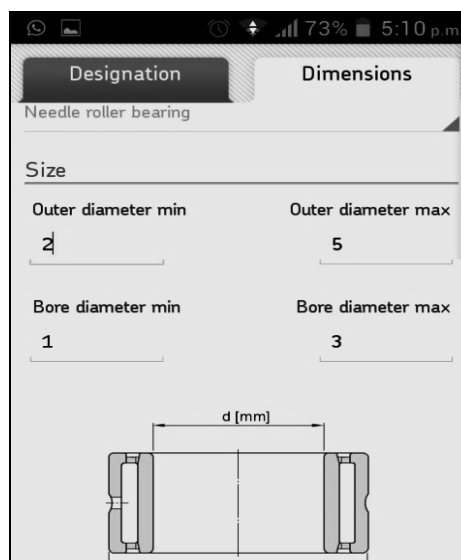 73% 5:10 p.m
Designation Dimensions
Needle roller bearing
Size
Outer diameter min Outer diameter max
2 5
Bore diameter min Bore diameter max
1 3
d [mm]